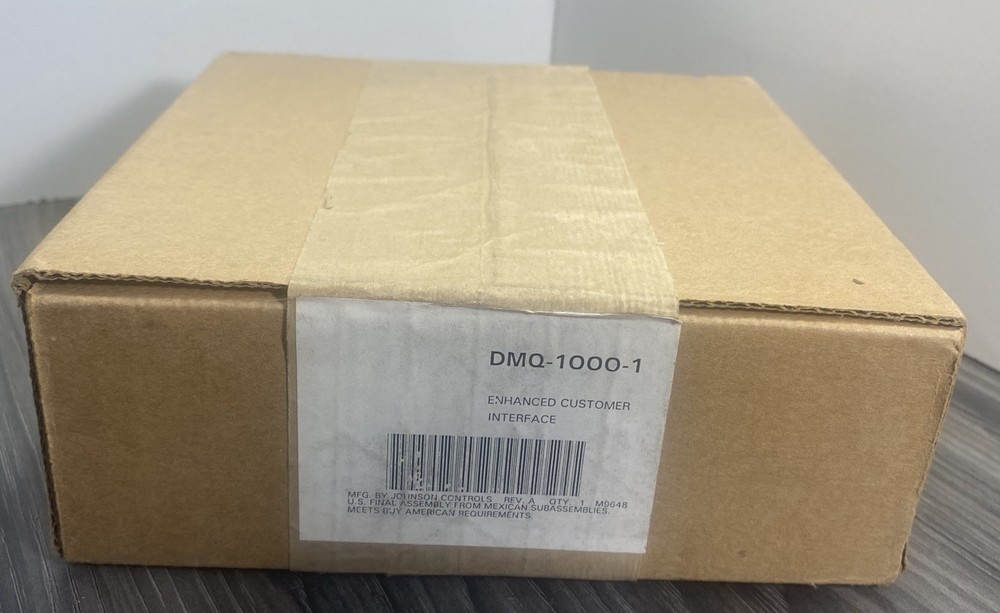 DMQ-1000-1
ENHANCED CUSTOMER
INTERFACE
MFG. BY JOHNSON CONTROLS REV. A QTY. 1 M9648
U.S. FINAL ASSEMBLY FROM MEXICAN SUBASSEMBLIES.
MEETS BUY AMERICAN REQUIREMENTS.